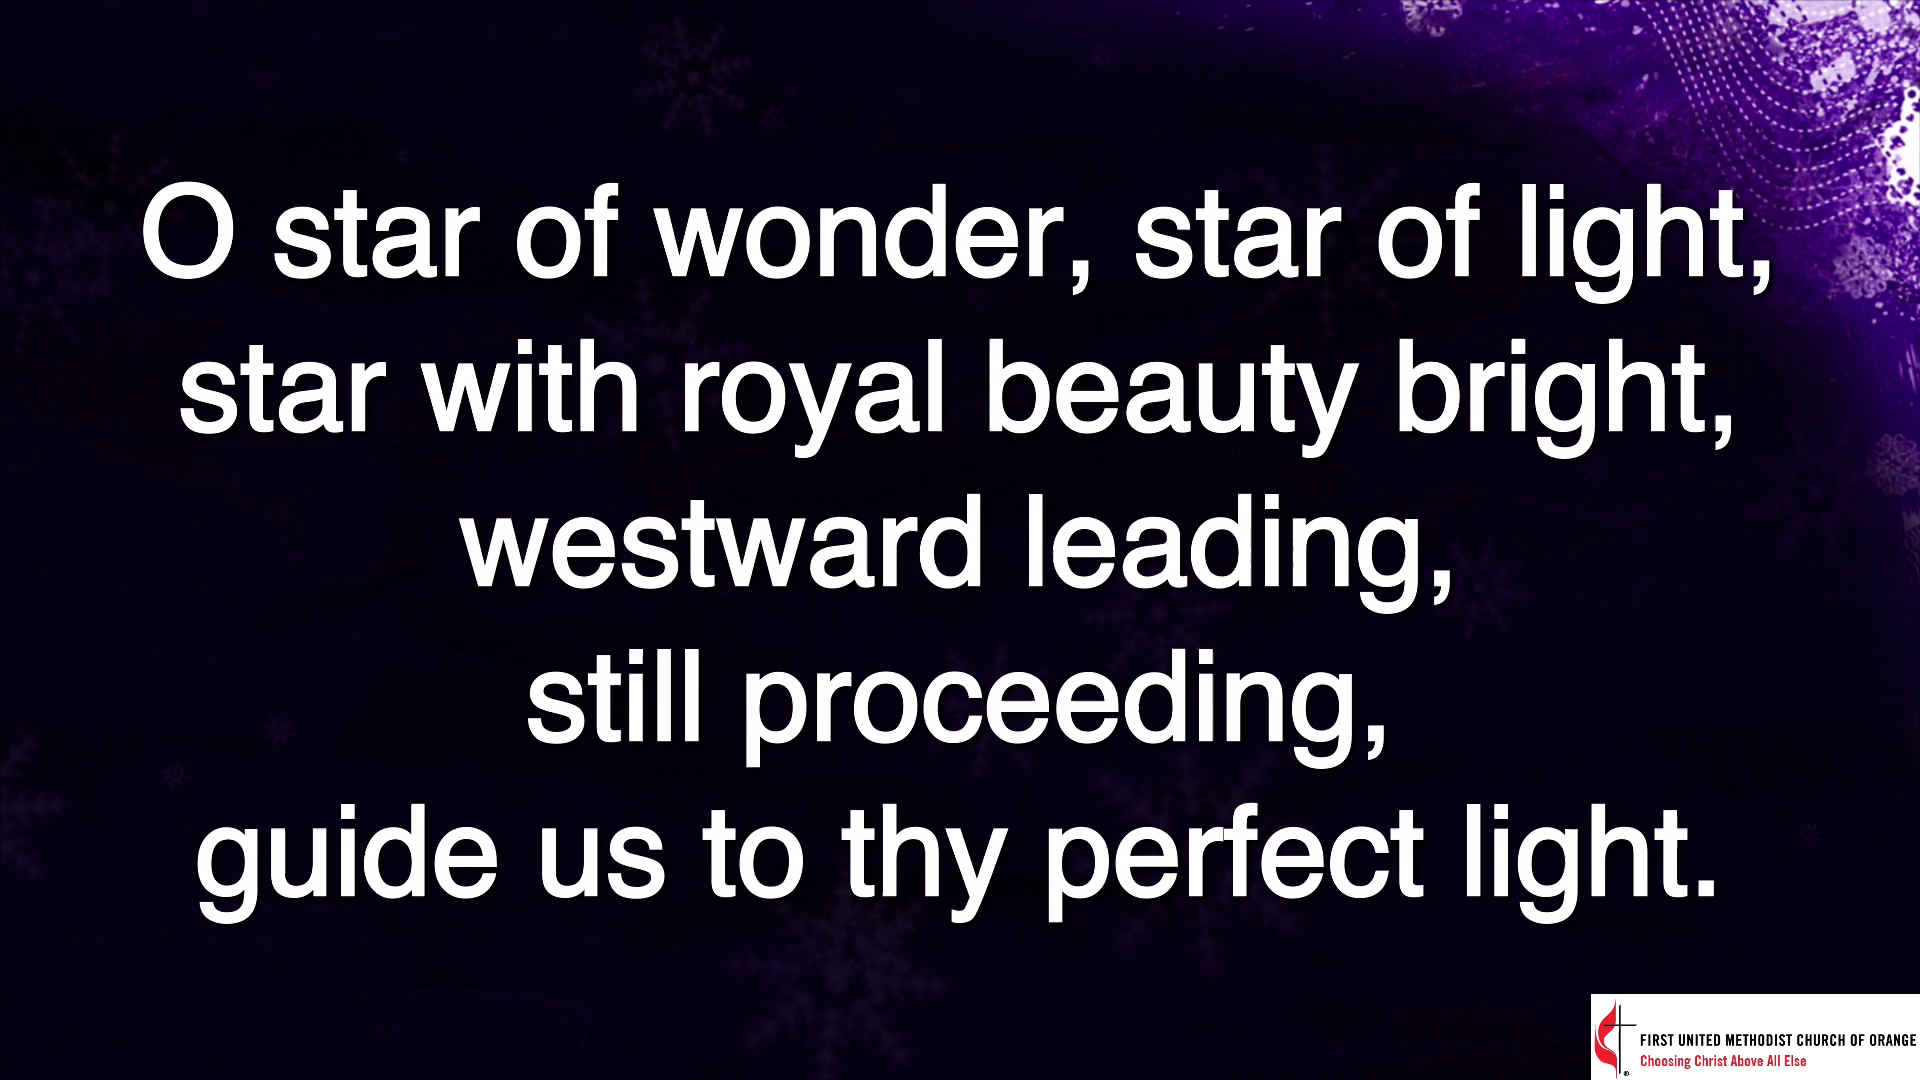 O star of wonder, star of light,
star with royal beauty bright,
westward leading,
still proceeding,
guide us to thy perfect light.
FIRST UNITED METHODIST CHURCH OF ORANGE
Choosing Christ Above All Else